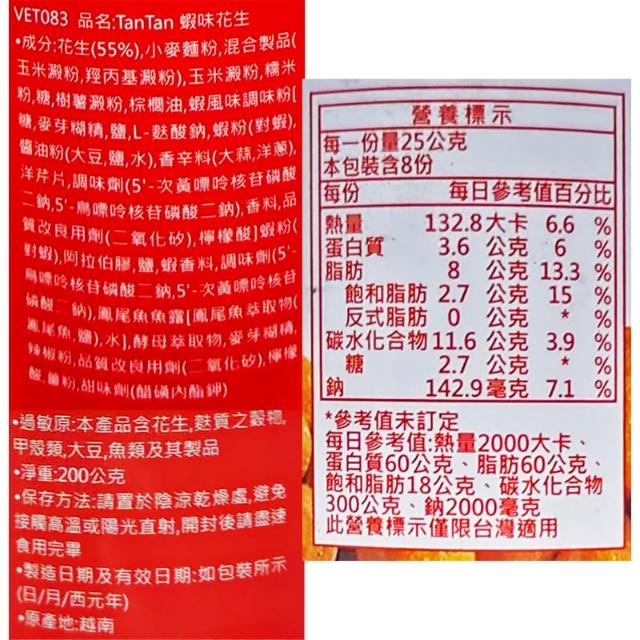 VET083 品名:TanTan 蝦味花生
•成分:花生(55%),小麥麵粉,混合製品(
玉米澱粉,羥丙基澱粉),玉米澱粉,糯米
粉,糖,樹薯澱粉,棕櫚油,蝦風味調味粉[
糖,麥芽糊精,鹽,L-麩酸鈉,蝦粉(對蝦),
醬油粉(大豆,鹽,水),香辛料(大蒜,洋蔥),
洋芹片,調味劑(5'-次黃嘌呤核苷磷酸
二鈉,5'-鳥嘌呤核苷磷酸二鈉),香料,品
質改良用劑(二氧化矽),檸檬酸]蝦粉(
對蝦),阿拉伯膠,鹽,蝦香料,調味劑(5'-
鳥嘌呤核苷磷酸二鈉,5'-次黃嘌呤核苷
磷酸二鈉),鳳尾魚魚露[鳳尾魚萃取物(
鳳尾魚,鹽),水],酵母萃取物,麥芽糊精,
辣椒粉,品質改良用劑(二氧化矽),檸檬
酸,薑粉,甜味劑(醋磺內酯鉀)
•過敏原:本產品含花生,麩質之穀物,
甲殼類,大豆,魚類及其製品
•淨重:200公克
•保存方法:請置於陰涼乾燥處,避免
接觸高溫或陽光直射,開封後請盡速
食用完畢
•製造日期及有效日期:如包裝所示
(日/月/西元年)
•原產地:越南
營養標示
每一份量25公克
本包裝含8份
每份 每日參考值百分比
熱量 132.8大卡 6.6 %
蛋白質 3.6 公克 6 %
脂肪 8 公克 13.3 %
飽和脂肪 2.7 公克 15 %
反式脂肪 0 公克 * %
碳水化合物 11.6 公克 3.9 %
糖 2.7 公克 * %
鈉 142.9毫克 7.1 %
*參考值未訂定
每日參考值:熱量2000大卡、
蛋白質60公克、脂肪60公克、
飽和脂肪18公克、碳水化合物
300公克、鈉2000毫克
此營養標示僅限台灣適用